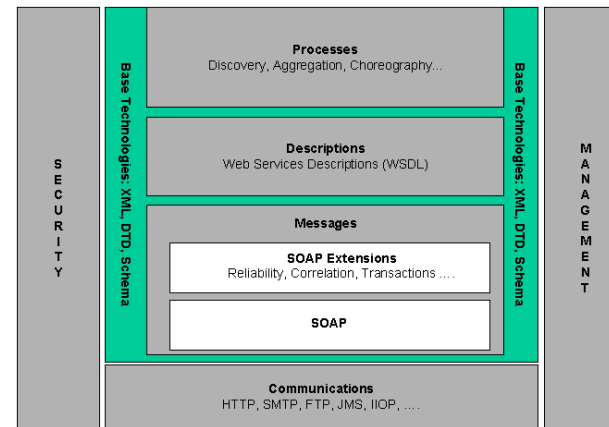 SECURITY
Base Technologies: XML, DTD, Schema
Processes
Discovery, Aggregation, Choreography...
Descriptions
Web Services Descriptions (WSDL)
Messages
SOAP Extensions
Reliability, Correlation, Transactions ....
SOAP
Base Technologies: XML, DTD, Schema
MANAGEMENT
Communications
HTTP, SMTP, FTP, JMS, IIOP, ....